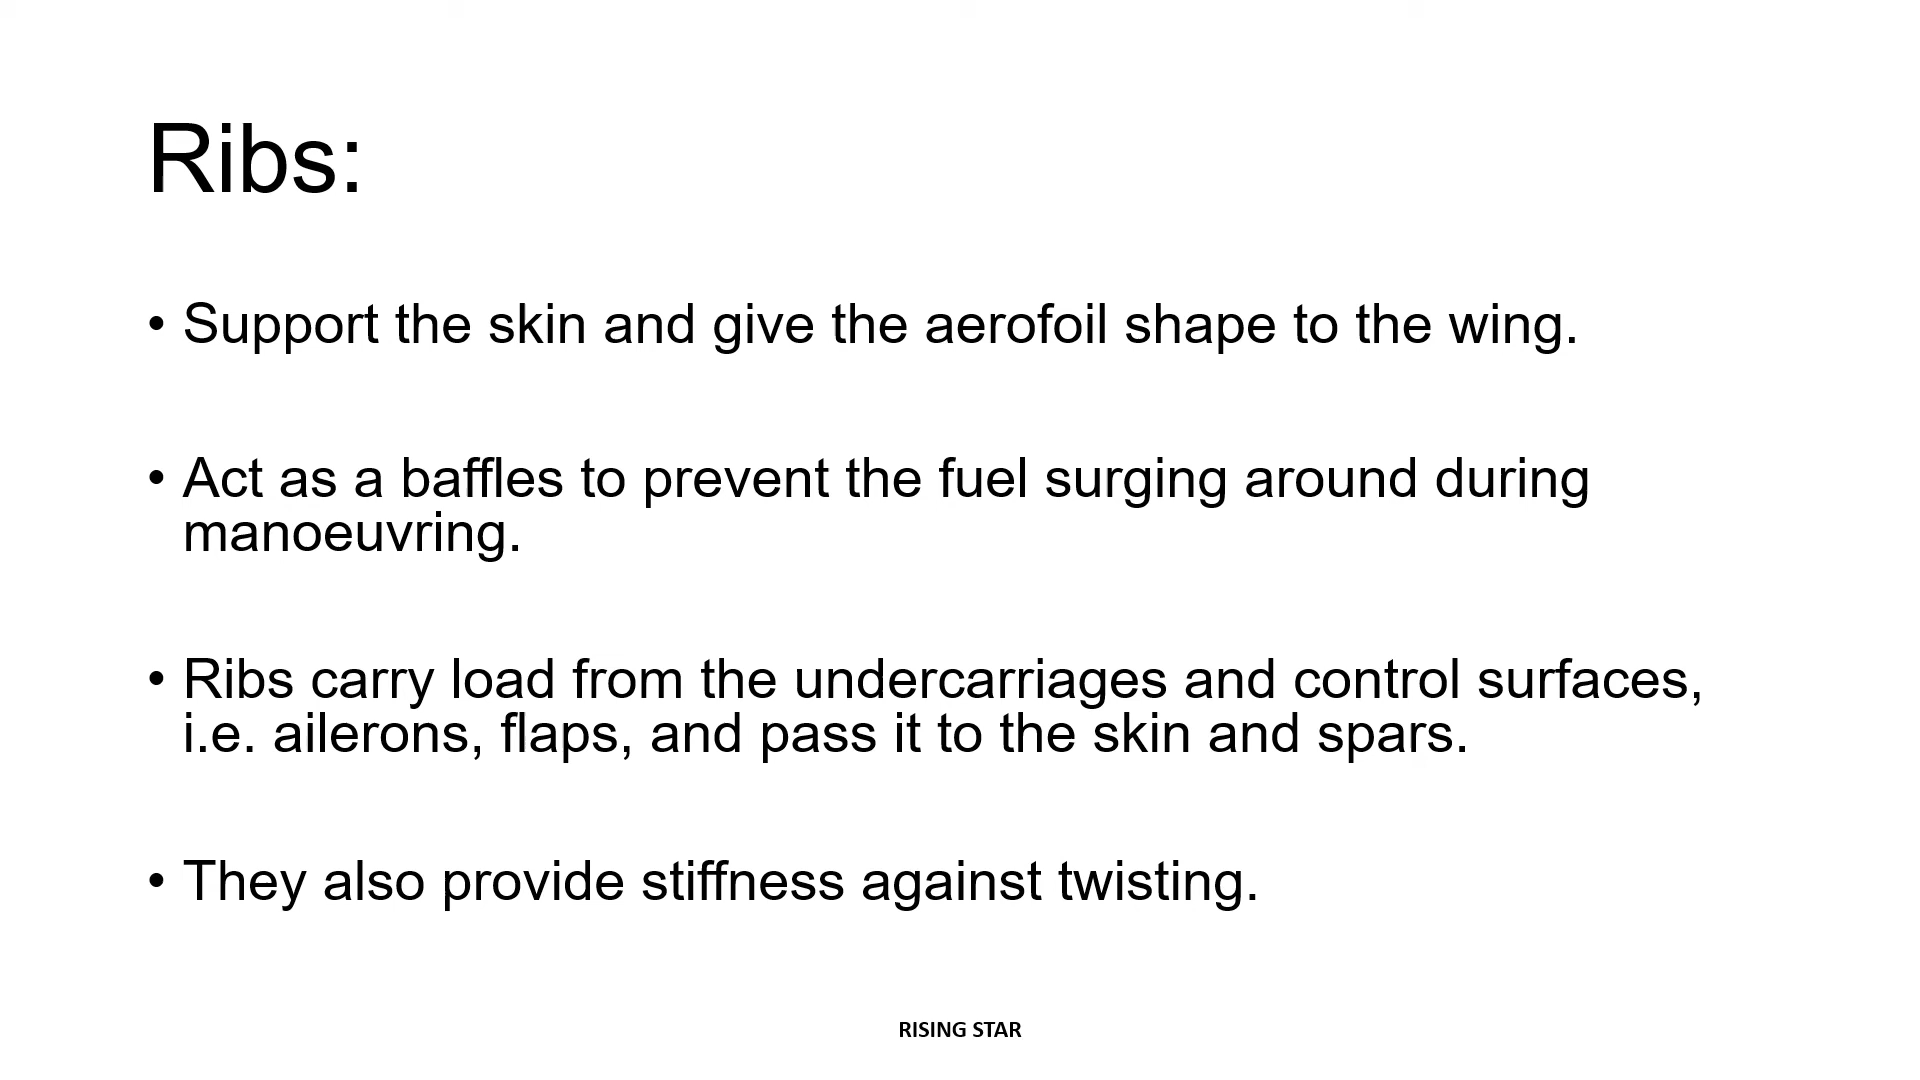 Ribs:
• Support the skin and give the aerofoil shape to the wing.
• Act as a baffles to prevent the fuel surging around during
manoeuvring.
• Ribs carry load from the undercarriages and control surfaces,
i.e. ailerons, flaps, and pass it to the skin and spars.
• They also provide stiffness against twisting.
RISING STAR